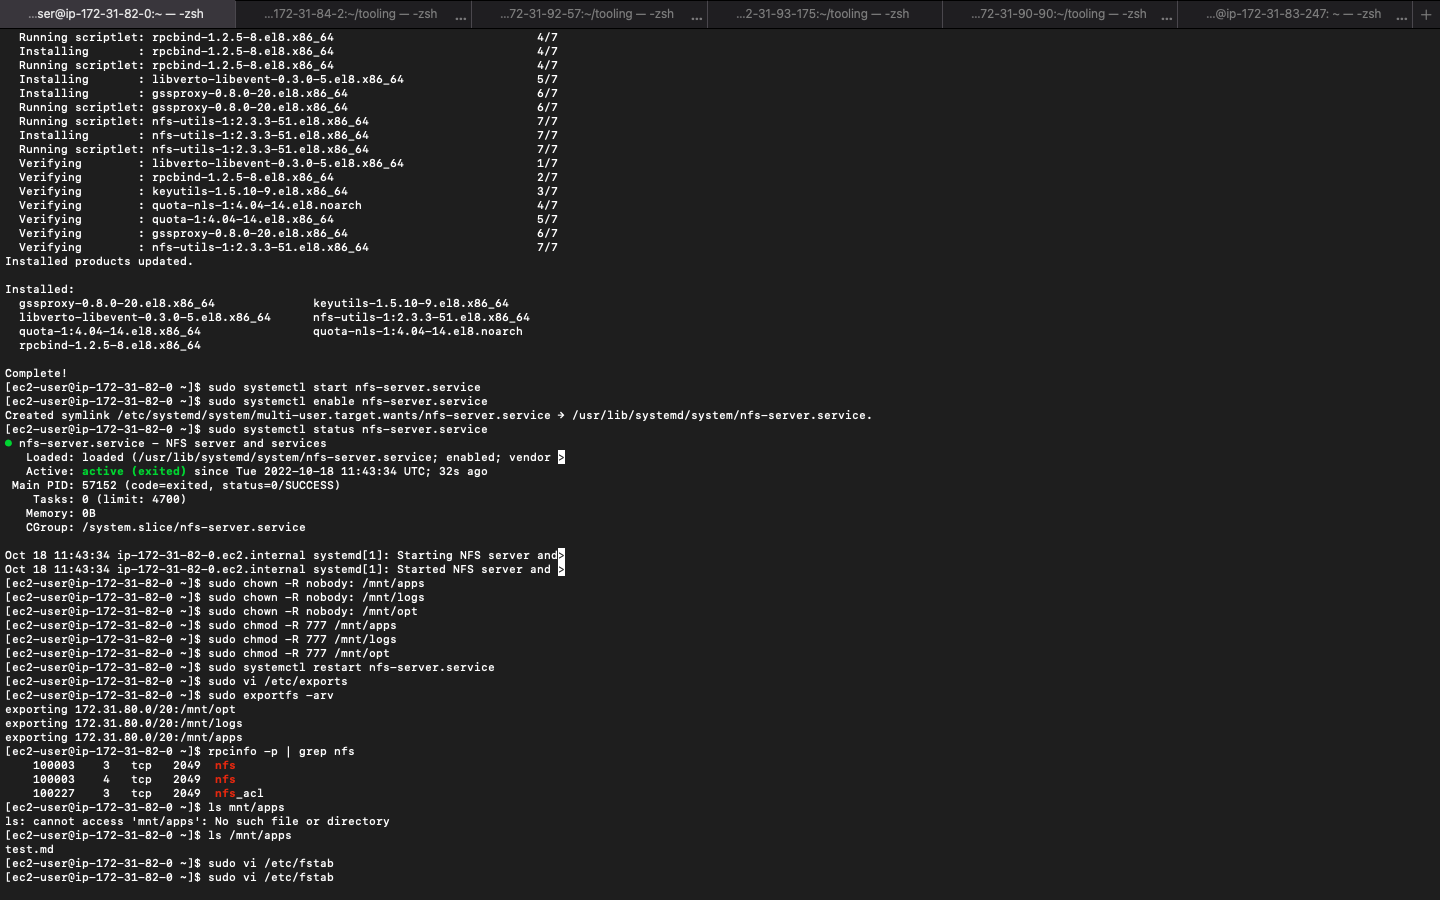 ...ser@ip-172-31-82-0:~ — -zsh
...172-31-84-2:~/tooling — -zsh ...
...72-31-92-57:~/tooling — -zsh ...
...2-31-93-175:~/tooling — -zsh
...72-31-90-90:~/tooling — -zsh ...
...@ip-172-31-83-247: ~ — -zsh ...
+
Running scriptlet: rpcbind-1.2.5-8.el8.x86_64 4/7
Installing : rpcbind-1.2.5-8.el8.x86_64 4/7
Running scriptlet: rpcbind-1.2.5-8.el8.x86_64 4/7
Installing : libverto-libevent-0.3.0-5.el8.x86_64 5/7
Installing : gssproxy-0.8.0-20.el8.x86_64 6/7
Running scriptlet: gssproxy-0.8.0-20.el8.x86_64 6/7
Running scriptlet: nfs-utils-1:2.3.3-51.el8.x86_64 7/7
Installing : nfs-utils-1:2.3.3-51.el8.x86_64 7/7
Running scriptlet: nfs-utils-1:2.3.3-51.el8.x86_64 7/7
Verifying : libverto-libevent-0.3.0-5.el8.x86_64 1/7
Verifying : rpcbind-1.2.5-8.el8.x86_64 2/7
Verifying : keyutils-1.5.10-9.el8.x86_64 3/7
Verifying : quota-nls-1:4.04-14.el8.noarch 4/7
Verifying : quota-1:4.04-14.el8.x86_64 5/7
Verifying : gssproxy-0.8.0-20.el8.x86_64 6/7
Verifying : nfs-utils-1:2.3.3-51.el8.x86_64 7/7
Installed products updated.
Installed:
gssproxy-0.8.0-20.el8.x86_64 keyutils-1.5.10-9.el8.x86_64
libverto-libevent-0.3.0-5.el8.x86_64 nfs-utils-1:2.3.3-51.el8.x86_64
quota-1:4.04-14.el8.x86_64 quota-nls-1:4.04-14.el8.noarch
rpcbind-1.2.5-8.el8.x86_64
Complete!
[ec2-user@ip-172-31-82-0 ~]$ sudo systemctl start nfs-server.service
[ec2-user@ip-172-31-82-0 ~]$ sudo systemctl enable nfs-server.service
Created symlink /etc/systemd/system/multi-user.target.wants/nfs-server.service → /usr/lib/systemd/system/nfs-server.service.
[ec2-user@ip-172-31-82-0 ~]$ sudo systemctl status nfs-server.service
● nfs-server.service - NFS server and services
Loaded: loaded (/usr/lib/systemd/system/nfs-server.service; enabled; vendor >
Active: active (exited) since Tue 2022-10-18 11:43:34 UTC; 32s ago
Main PID: 57152 (code=exited, status=0/SUCCESS)
Tasks: 0 (limit: 4700)
Memory: 0B
CGroup: /system.slice/nfs-server.service
Oct 18 11:43:34 ip-172-31-82-0.ec2.internal systemd[1]: Starting NFS server and>
Oct 18 11:43:34 ip-172-31-82-0.ec2.internal systemd[1]: Started NFS server and >
[ec2-user@ip-172-31-82-0 ~]$ sudo chown -R nobody: /mnt/apps
[ec2-user@ip-172-31-82-0 ~]$ sudo chown -R nobody: /mnt/logs
[ec2-user@ip-172-31-82-0 ~]$ sudo chown -R nobody: /mnt/opt
[ec2-user@ip-172-31-82-0 ~]$ sudo chmod -R 777 /mnt/apps
[ec2-user@ip-172-31-82-0 ~]$ sudo chmod -R 777 /mnt/logs
[ec2-user@ip-172-31-82-0 ~]$ sudo chmod -R 777 /mnt/opt
[ec2-user@ip-172-31-82-0 ~]$ sudo systemctl restart nfs-server.service
[ec2-user@ip-172-31-82-0 ~]$ sudo vi /etc/exports
[ec2-user@ip-172-31-82-0 ~]$ sudo exportfs -arv
exporting 172.31.80.0/20:/mnt/opt
exporting 172.31.80.0/20:/mnt/logs
exporting 172.31.80.0/20:/mnt/apps
[ec2-user@ip-172-31-82-0 ~]$ rpcinfo -p | grep nfs
100003 3 tcp 2049 nfs
100003 4 tcp 2049 nfs
100227 3 tcp 2049 nfs_acl
[ec2-user@ip-172-31-82-0 ~]$ ls mnt/apps
ls: cannot access 'mnt/apps': No such file or directory
[ec2-user@ip-172-31-82-0 ~]$ ls /mnt/apps
test.md
[ec2-user@ip-172-31-82-0 ~]$ sudo vi /etc/fstab
[ec2-user@ip-172-31-82-0 ~]$ sudo vi /etc/fstab